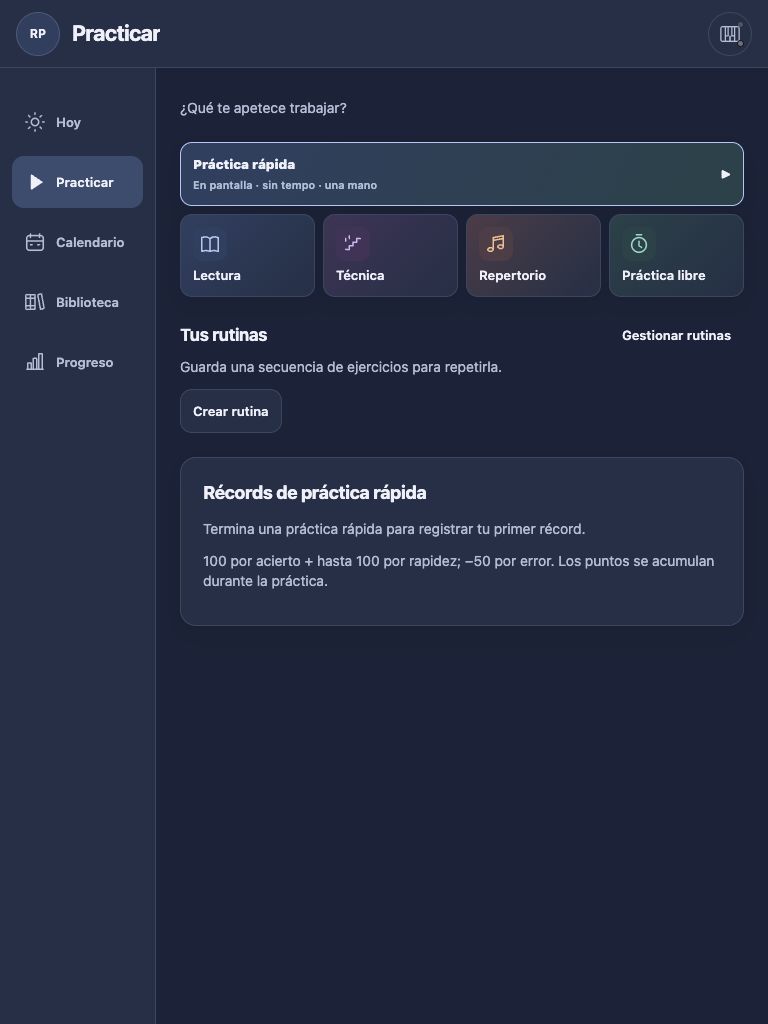 RP
Practicar
Hoy
Practicar
Calendario
Biblioteca
Progreso
¿Qué te apetece trabajar?
Práctica rápida
En pantalla · sin tempo · una mano
Lectura
Técnica
Repertorio
Práctica libre
Tus rutinas
Gestionar rutinas
Guarda una secuencia de ejercicios para repetirla.
Crear rutina
Récords de práctica rápida
Termina una práctica rápida para registrar tu primer récord.
100 por acierto + hasta 100 por rapidez; −50 por error. Los puntos se acumulan
durante la práctica.